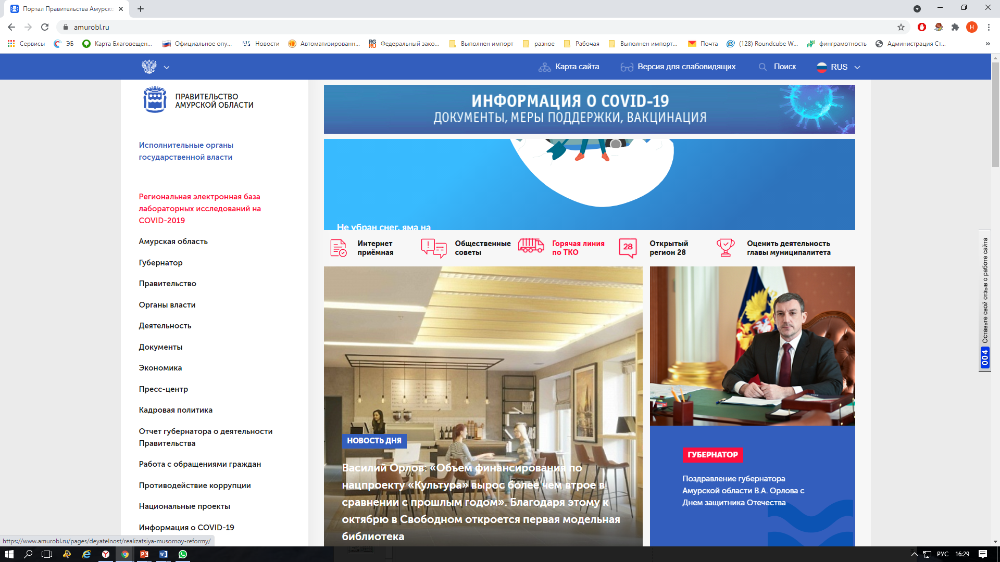 Портал Правительства Амурско
amurobl.ru
Н
Сервисы
ЭБ
Карта Благовещен...
Официальное опу...
Новости
Автоматизированн...
Федеральный зако...
Выполнен импорт
разное
Рабочая
Выполнен импорт...
Почта
(128) Roundcube W...
финграмотность
Администрация Ст...
»
Карта сайта
Версия для слабовидящих
Поиск
RUS
ПРАВИТЕЛЬСТВО
АМУРСКОЙ ОБЛАСТИ
Исполнительные органы
государственной власти
Региональная электронная база
лабораторных исследований на
COVID-2019
Амурская область
Губернатор
Правительство
Органы власти
Деятельность
Документы
Экономика
Пресс-центр
Кадровая политика
Отчет губернатора о деятельности
Правительства
Работа с обращениями граждан
Противодействие коррупции
Национальные проекты
Информация о COVID-19
ИНФОРМАЦИЯ О COVID-19
ДОКУМЕНТЫ, МЕРЫ ПОДДЕРЖКИ, ВАКЦИНАЦИЯ
Не убран снег, яма на
Интернет
приёмная
Общественные
советы
Горячая линия
по ТКО
28
Открытый
регион 28
Оценить деятельность
главы муниципалитета
НОВОСТЬ ДНЯ
Василий Орлов: «Объем финансирования по
нацпроекту «Культура» вырос более чем втрое в
сравнении с прошлым годом». Благодаря этому к
октябрю в Свободном откроется первая модельная
библиотека
ГУБЕРНАТОР
Поздравление губернатора
Амурской области В.А. Орлова с
Днем защитника Отечества
004 Оставьте свой отзыв о работе сайта
https://www.amurobl.ru/pages/deyatelnost/realizatsiya-musornoy-reformy/
РУС
16:29